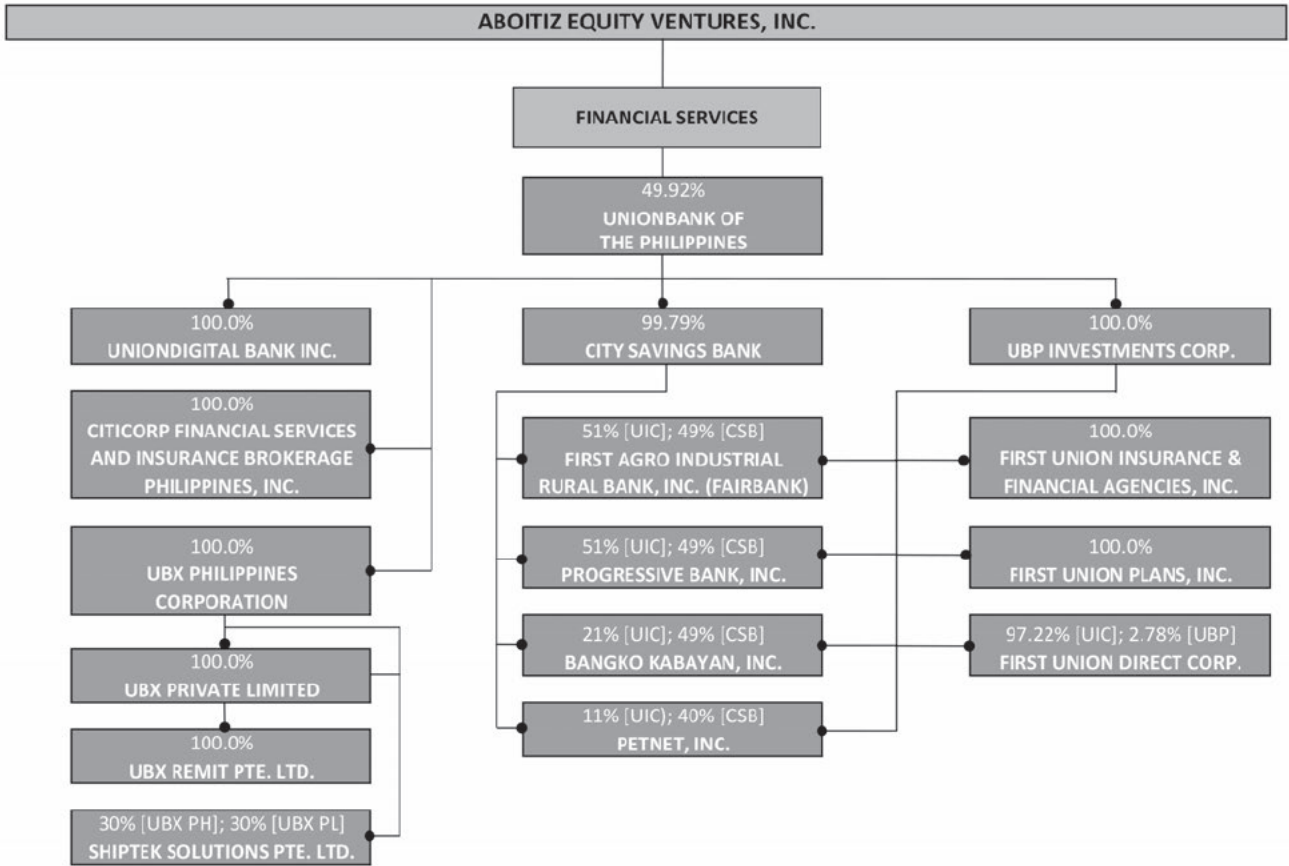 ABOITIZ EQUITY VENTURES, INC.
FINANCIAL SERVICES
49.92%
UNIONBANK OF
THE PHILIPPINES
100.0%
UNIONDIGITAL BANK INC.
99.79%
CITY SAVINGS BANK
100.0%
UBP INVESTMENTS CORP.
100.0%
CITICORP FINANCIAL SERVICES
AND INSURANCE BROKERAGE
PHILIPPINES, INC.
100.0%
UBX PHILIPPINES
CORPORATION
100.0%
UBX PRIVATE LIMITED
100.0%
UBX REMIT PTE. LTD.
30% [UBX PH]; 30% [UBX PL]
SHIPTEK SOLUTIONS PTE. LTD.
51% [UIC]; 49% [CSB]
FIRST AGRO INDUSTRIAL
RURAL BANK, INC. (FAIRBANK)
51% [UIC]; 49% [CSB]
PROGRESSIVE BANK, INC.
21% [UIC]; 49% [CSB]
BANGKO KABAYAN, INC.
11% [UIC); 40% [CSB]
PETNET, INC.
100.0%
FIRST UNION INSURANCE &
FINANCIAL AGENCIES, INC.
100.0%
FIRST UNION PLANS, INC.
97.22% [UIC]; 2.78% [UBP]
FIRST UNION DIRECT CORP.